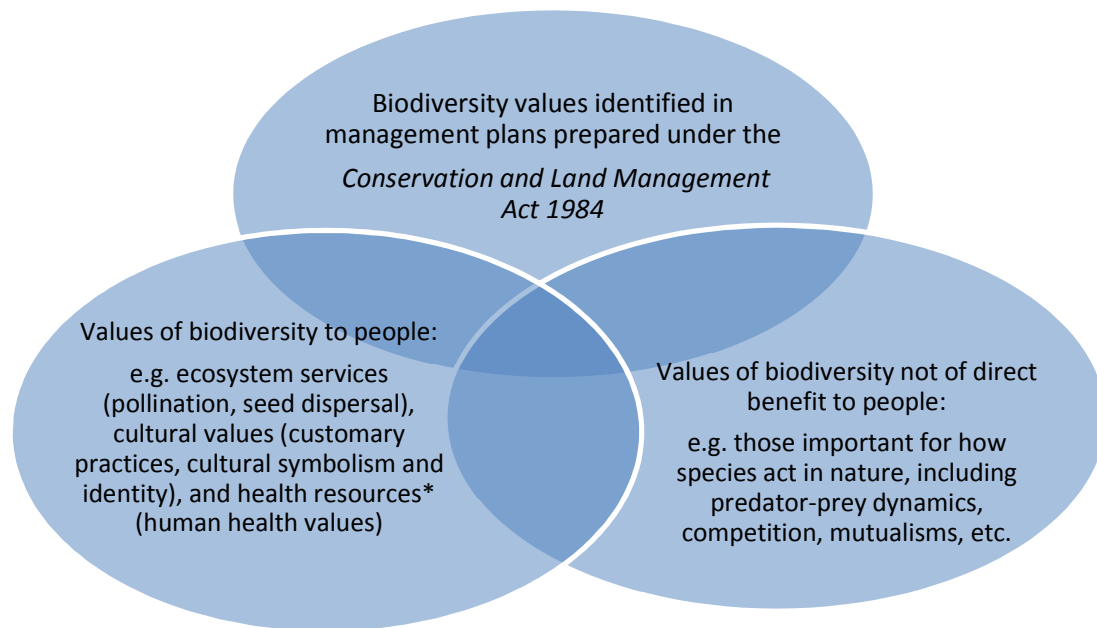 Biodiversity values identified in
management plans prepared under the
Conservation and Land Management
Act 1984
Values of biodiversity to people:
e.g. ecosystem services
(pollination, seed dispersal),
cultural values (customary
practices, cultural symbolism and
identity), and health resources*
(human health values)
Values of biodiversity not of direct
benefit to people:
e.g. those important for how
species act in nature, including
predator-prey dynamics,
competition, mutualisms, etc.